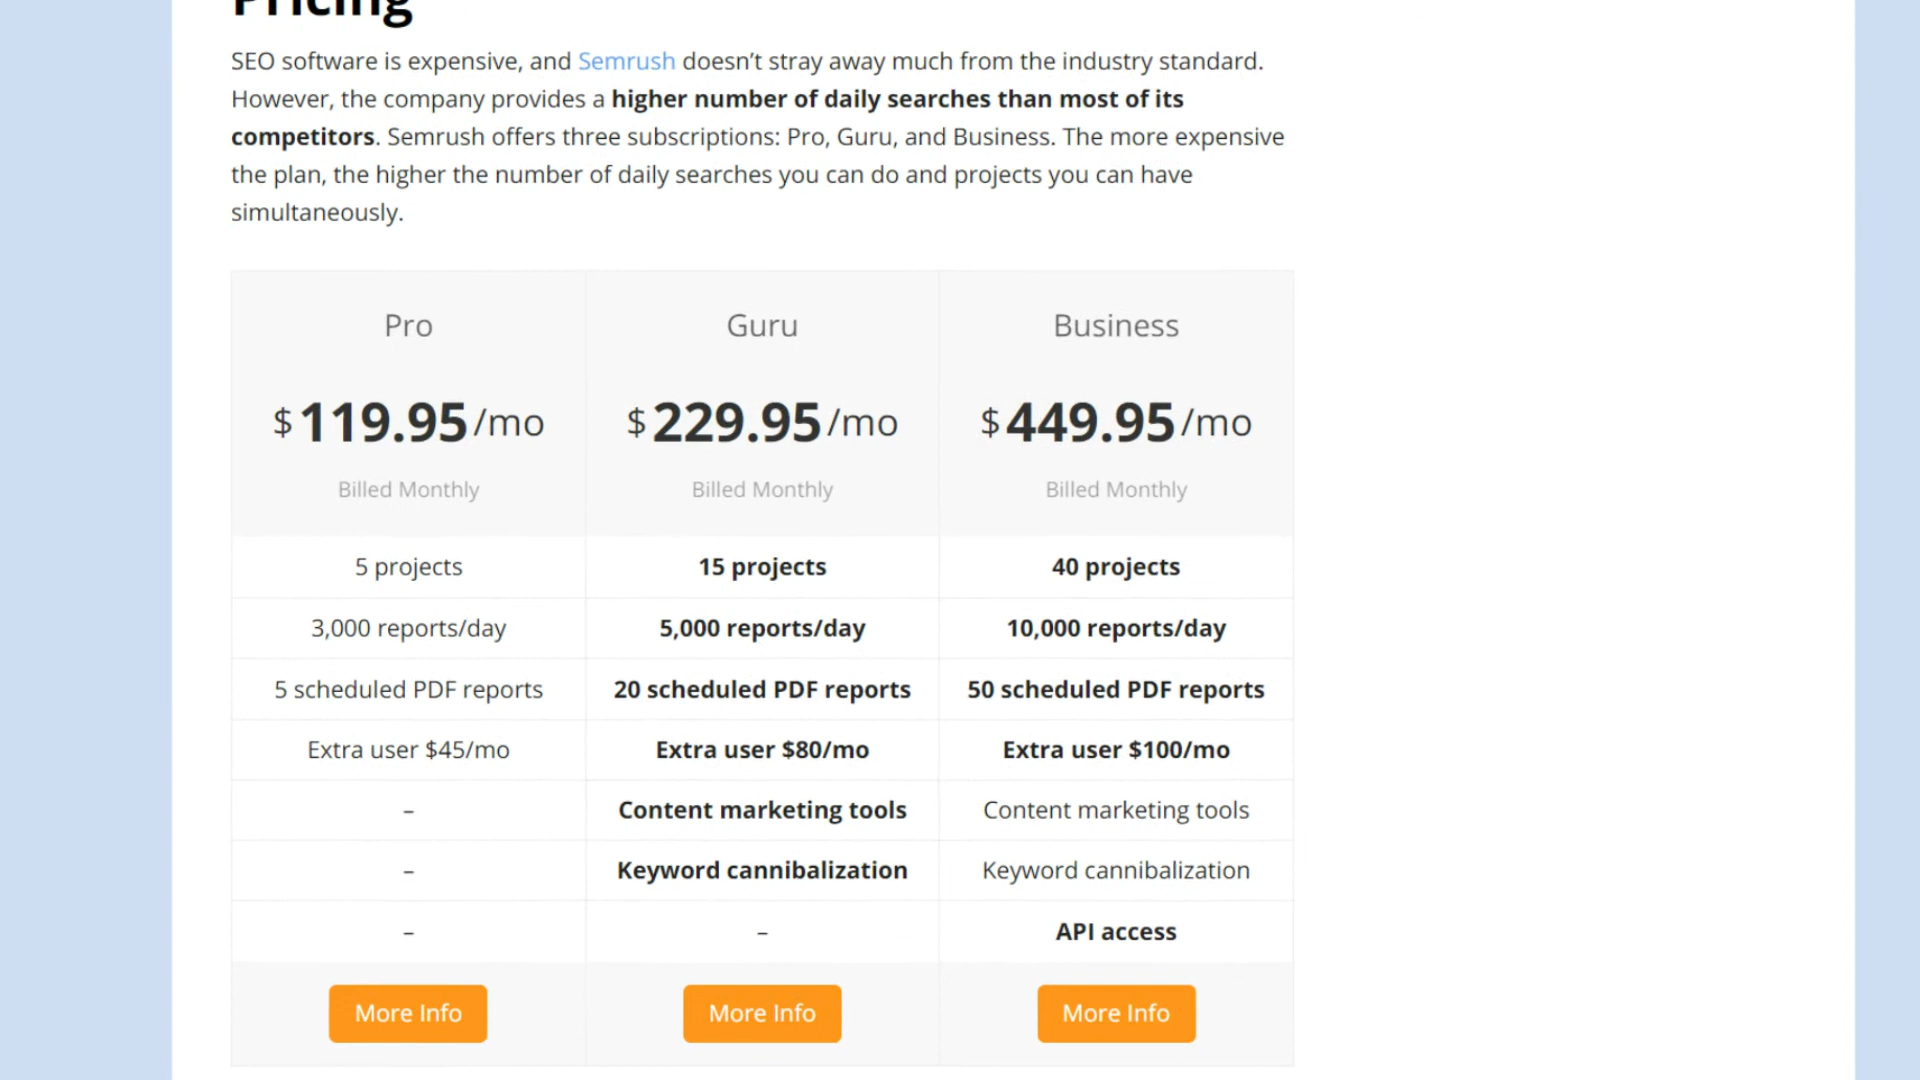 Pricing
SEO software is expensive, and Semrush doesn’t stray away much from the industry standard.
However, the company provides a higher number of daily searches than most of its
competitors. Semrush offers three subscriptions: Pro, Guru, and Business. The more expensive
the plan, the higher the number of daily searches you can do and projects you can have
simultaneously.
Pro Guru Business
$119.95/mo $229.95/mo $449.95/mo
Billed Monthly Billed Monthly Billed Monthly
5 projects 15 projects 40 projects
3,000 reports/day 5,000 reports/day 10,000 reports/day
5 scheduled PDF reports 20 scheduled PDF reports 50 scheduled PDF reports
Extra user $45/mo Extra user $80/mo Extra user $100/mo
– Content marketing tools Content marketing tools
– Keyword cannibalization Keyword cannibalization
– – API access
More Info More Info More Info